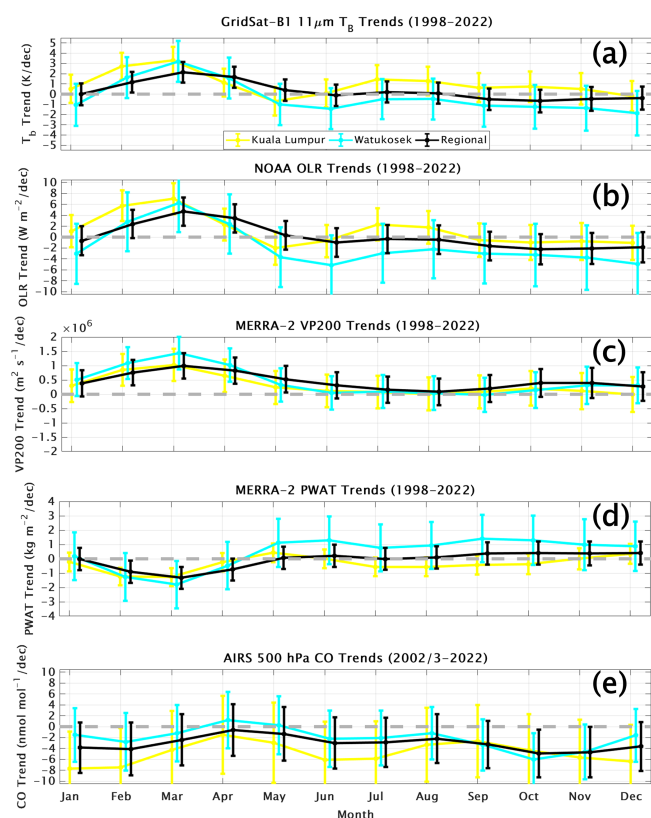 GridSat-B1 11μm TB Trends (1998-2022)
(a)
Tb Trend (K/dec)
5
4
3
2
1
0
-1
-2
-3
-4
-5
Kuala Lumpur Watukosek Regional
NOAA OLR Trends (1998-2022)
(b)
OLR Trend (W m−2/dec)
10
8
6
4
2
0
-2
-4
-6
-8
-10
MERRA-2 VP200 Trends (1998-2022)
×10⁶
(c)
VP200 Trend (m2 s−1/dec)
2
1.5
1
0.5
0
-0.5
-1
-1.5
-2
MERRA-2 PWAT Trends (1998-2022)
(d)
PWAT Trend (kg m−2/dec)
4
3
2
1
0
-1
-2
-3
-4
AIRS 500 hPa CO Trends (2002/3-2022)
(e)
CO Trend (nmol mol−1/dec)
10
8
6
4
2
0
-2
-4
-6
-8
-10
Jan Feb Mar Apr May Jun Jul Aug Sep Oct Nov Dec
Month